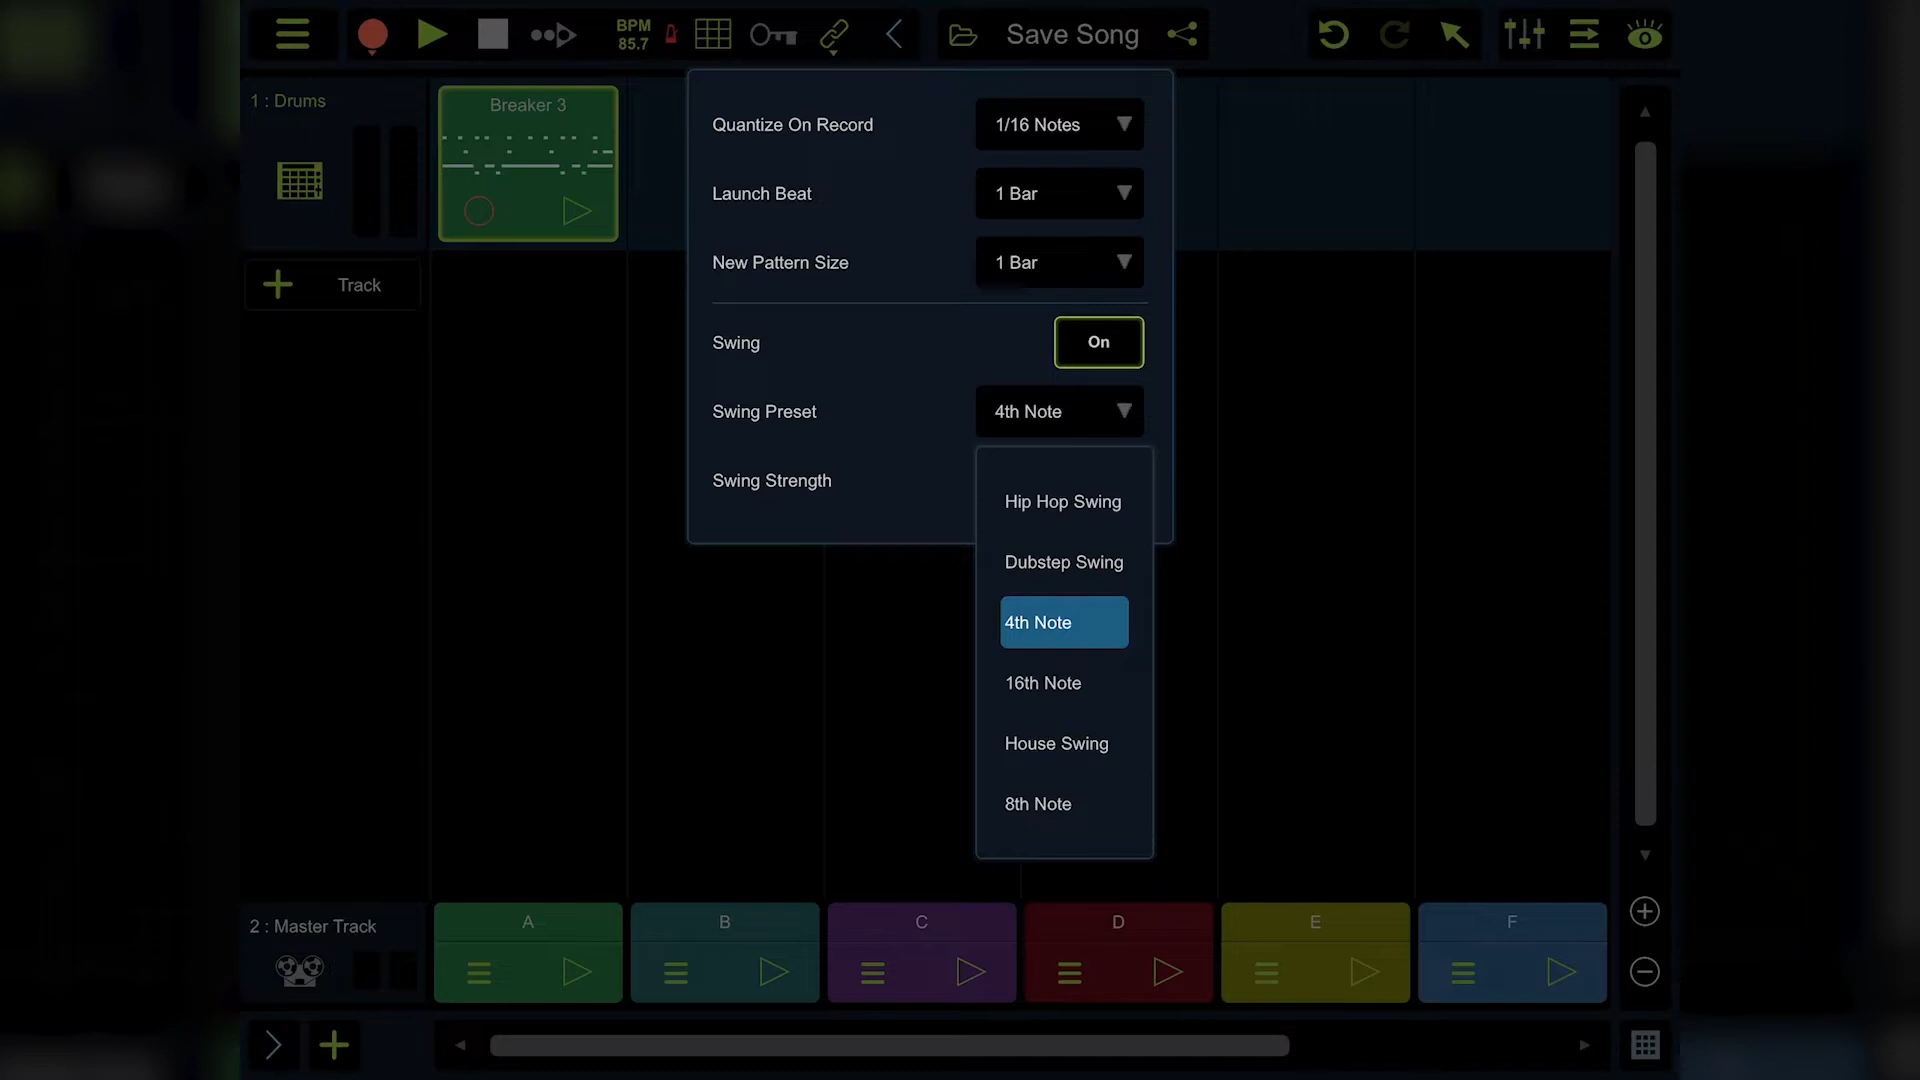 BPM
85.7
Save Song
1 : Drums
Breaker 3
Track
Quantize On Record
1/16 Notes
Launch Beat
1 Bar
New Pattern Size
1 Bar
Swing
On
Swing Preset
4th Note
Swing Strength
Hip Hop Swing
Dubstep Swing
4th Note
16th Note
House Swing
8th Note
2 : Master Track
A
B
C
D
E
F